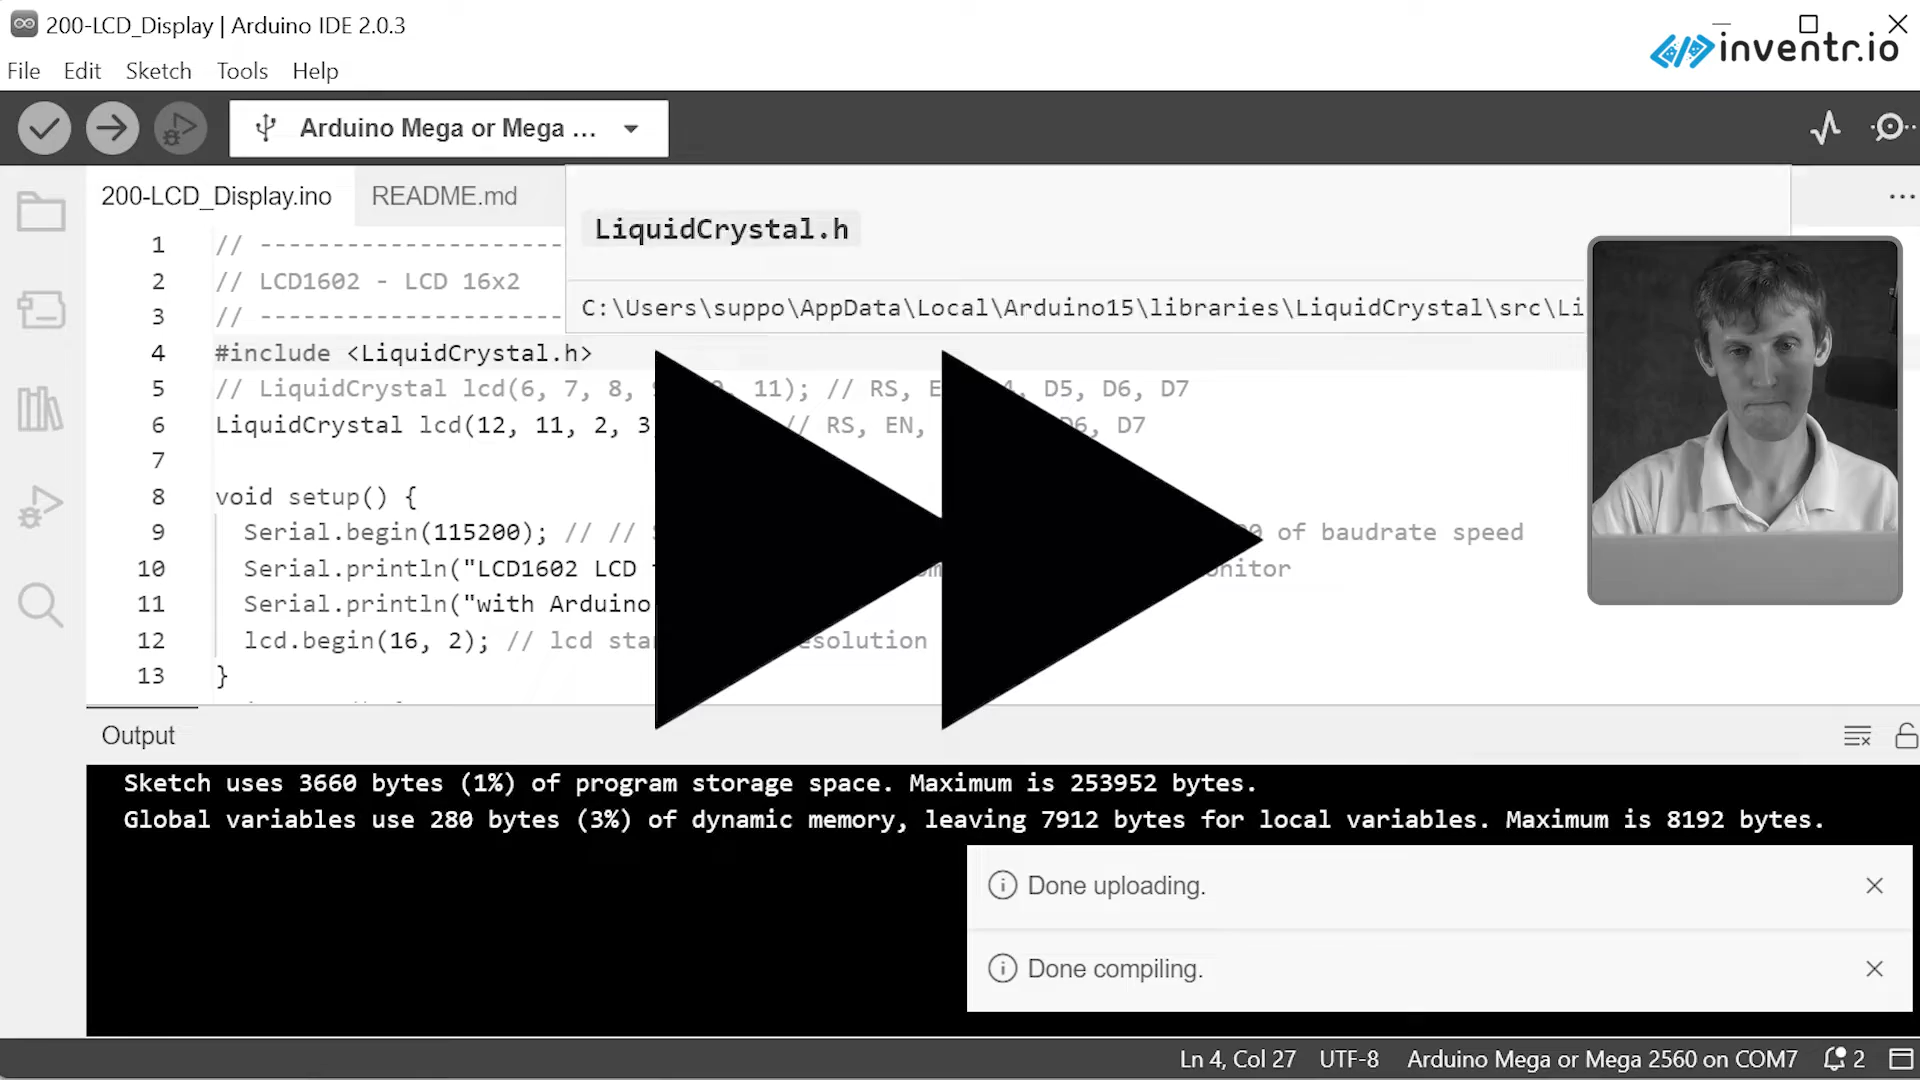 200-LCD_Display | Arduino IDE 2.0.3
inventr.io
File Edit Sketch Tools Help
Arduino Mega or Mega ...
200-LCD_Display.ino README.md
LiquidCrystal.h
C:\Users\suppo\AppData\Local\Arduino15\libraries\LiquidCrystal\src\Li
1 // ---------------------
2 // LCD1602 - LCD 16x2
3 // ---------------------
4 #include <LiquidCrystal.h>
5 // LiquidCrystal lcd(6, 7, 8, 11); // RS, D5, D6, D7
6 LiquidCrystal lcd(12, 11, 2, 3 // RS, EN, D6, D7
7
8 void setup() {
9 Serial.begin(115200); // // of baudrate speed
10 Serial.println("LCD1602 LCD
11 Serial.println("with Arduino
12 lcd.begin(16, 2); // lcd
13 }
Output
Sketch uses 3660 bytes (1%) of program storage space. Maximum is 253952 bytes.
Global variables use 280 bytes (3%) of dynamic memory, leaving 7912 bytes for local variables. Maximum is 8192 bytes.
Done uploading.
Done compiling.
Ln 4, Col 27 UTF-8 Arduino Mega or Mega 2560 on COM7 2